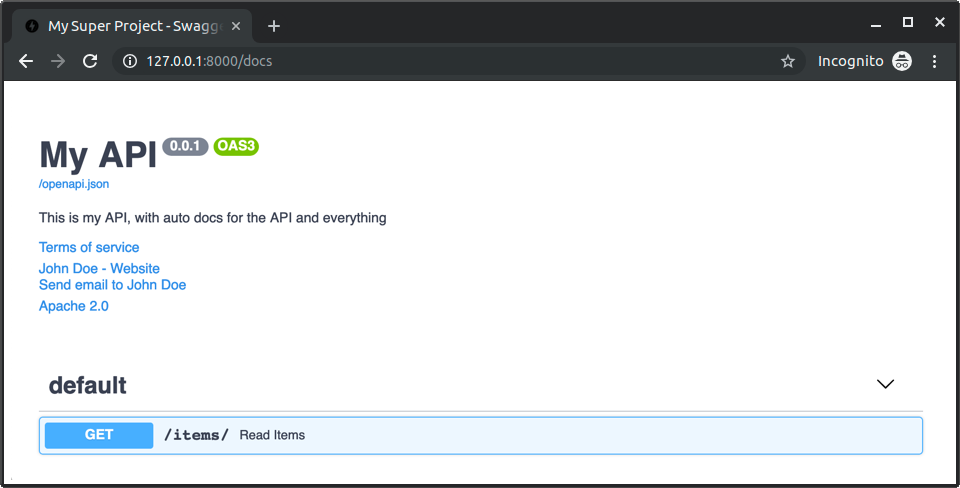 My Super Project - Swagg
127.0.0.1:8000/docs
Incognito
My API 0.0.1 OAS3
/openapi.json
This is my API, with auto docs for the API and everything
Terms of service
John Doe - Website
Send email to John Doe
Apache 2.0
default
GET /items/ Read Items